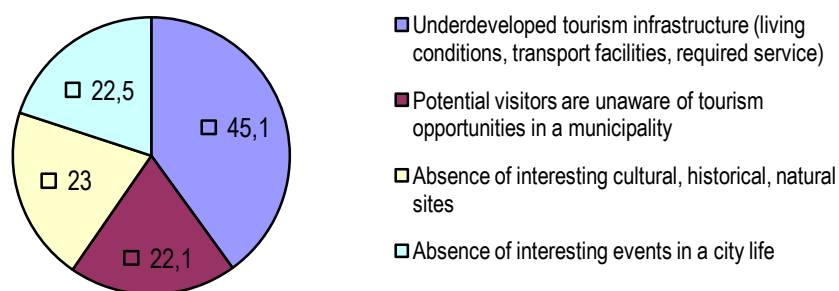 22,5
45,1
23
22,1
Underdeveloped tourism infrastructure (living
conditions, transport facilities, required service)
Potential visitors are unaware of tourism
opportunities in a municipality
Absence of interesting cultural, historical, natural
sites
Absence of interesting events in a city life